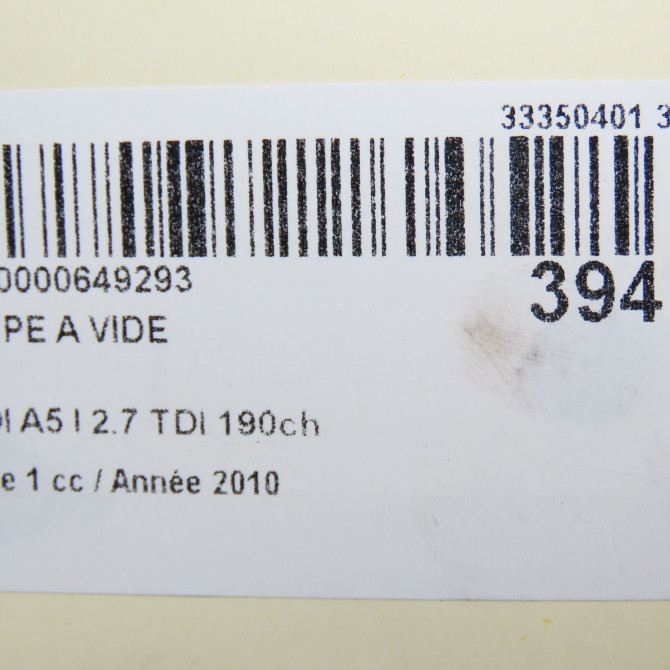 33350401 3
0000649293
394
PE A VIDE
I A5 I 2.7 TDI 190ch
e 1 cc / Année 2010